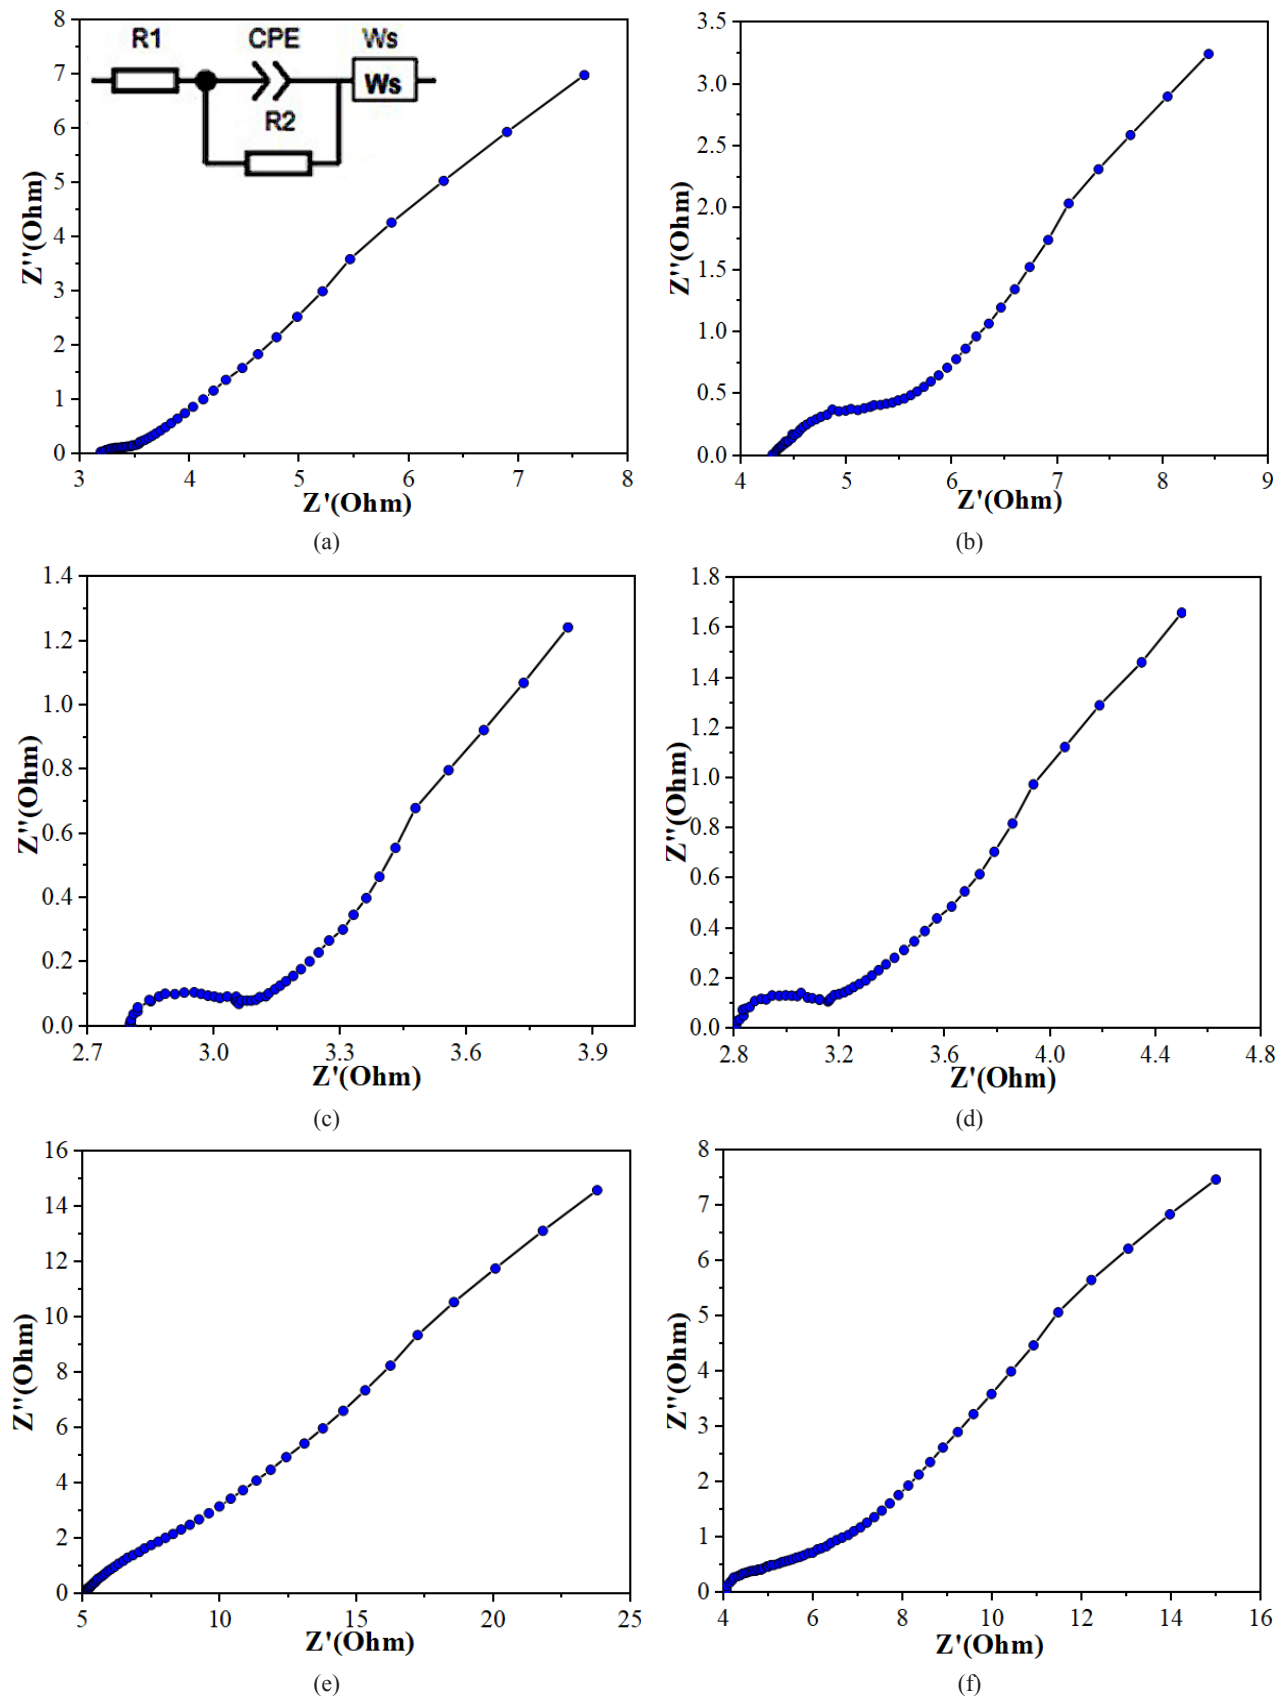 R1 CPE Ws
Ws
R2
8
7
6
5
4
3
2
1
0
3 4 5 6 7 8
Z''(Ohm)
Z'(Ohm)
(a)
3.5
3.0
2.5
2.0
1.5
1.0
0.5
0.0
4 5 6 7 8 9
Z''(Ohm)
Z'(Ohm)
(b)
1.4
1.2
1.0
0.8
0.6
0.4
0.2
0.0
2.7 3.0 3.3 3.6 3.9
Z''(Ohm)
Z'(Ohm)
(c)
1.8
1.6
1.4
1.2
1.0
0.8
0.6
0.4
0.2
0.0
2.8 3.2 3.6 4.0 4.4 4.8
Z''(Ohm)
Z'(Ohm)
(d)
16
14
12
10
8
6
4
2
0
5 10 15 20 25
Z''(Ohm)
Z'(Ohm)
(e)
8
7
6
5
4
3
2
1
0
4 6 8 10 12 14 16
Z''(Ohm)
Z'(Ohm)
(f)